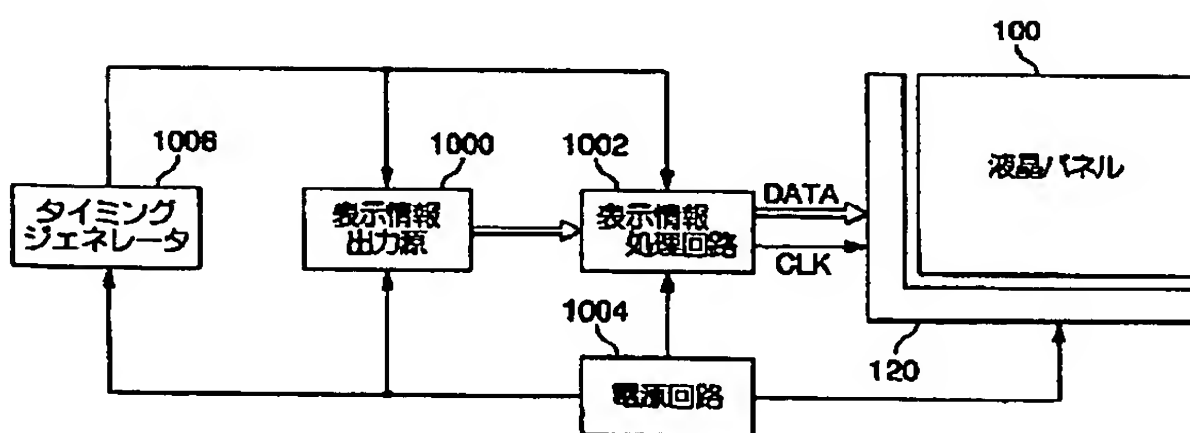 100
1006
1000
1002
液晶パネル
タイミング
ジェネレータ
表示情報
出力源
表示情報
処理回路
DATA
CLK
1004
電源回路
120